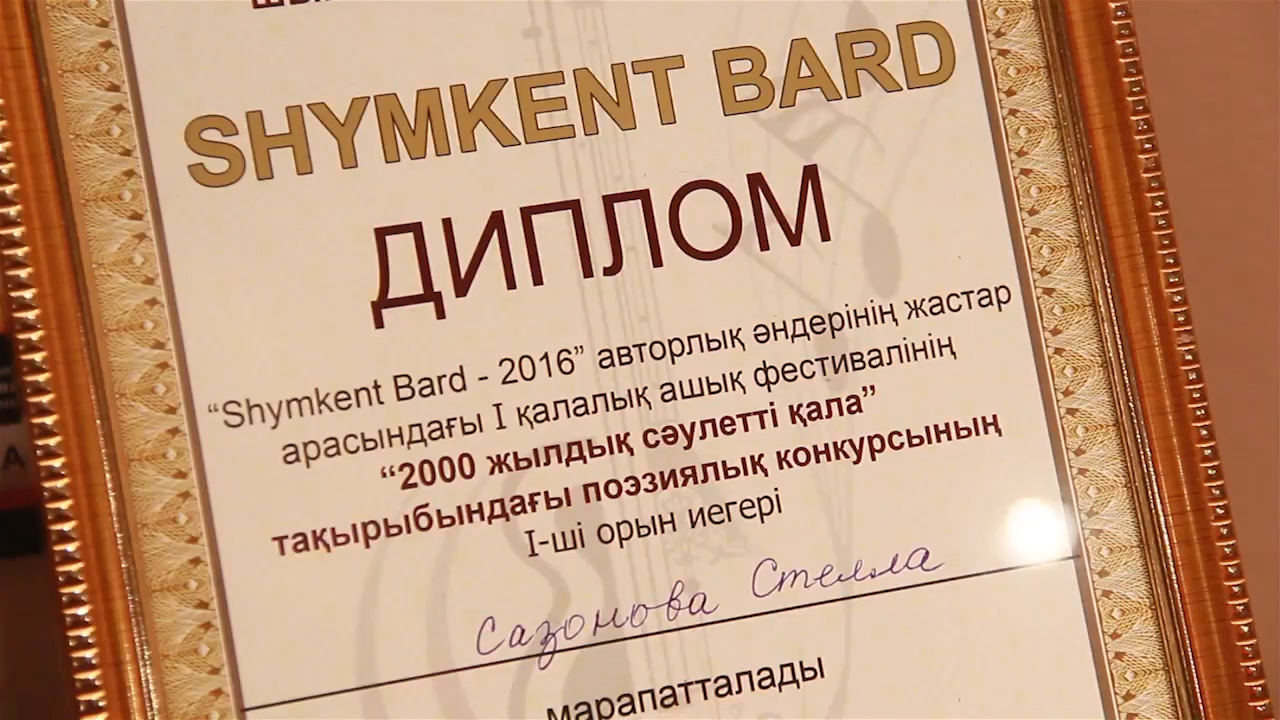 SHYMKENT BARD
ДИПЛОМ
“Shymkent Bard - 2016” авторлық әндерінің жастар
арасындағы I қалалық ашық фестивалінің
“2000 жылдық сәулетті қала”
тақырыбындағы поэзиялық конкурсының
I-ші орын иегері
Сазонова Стелла
марапатталады